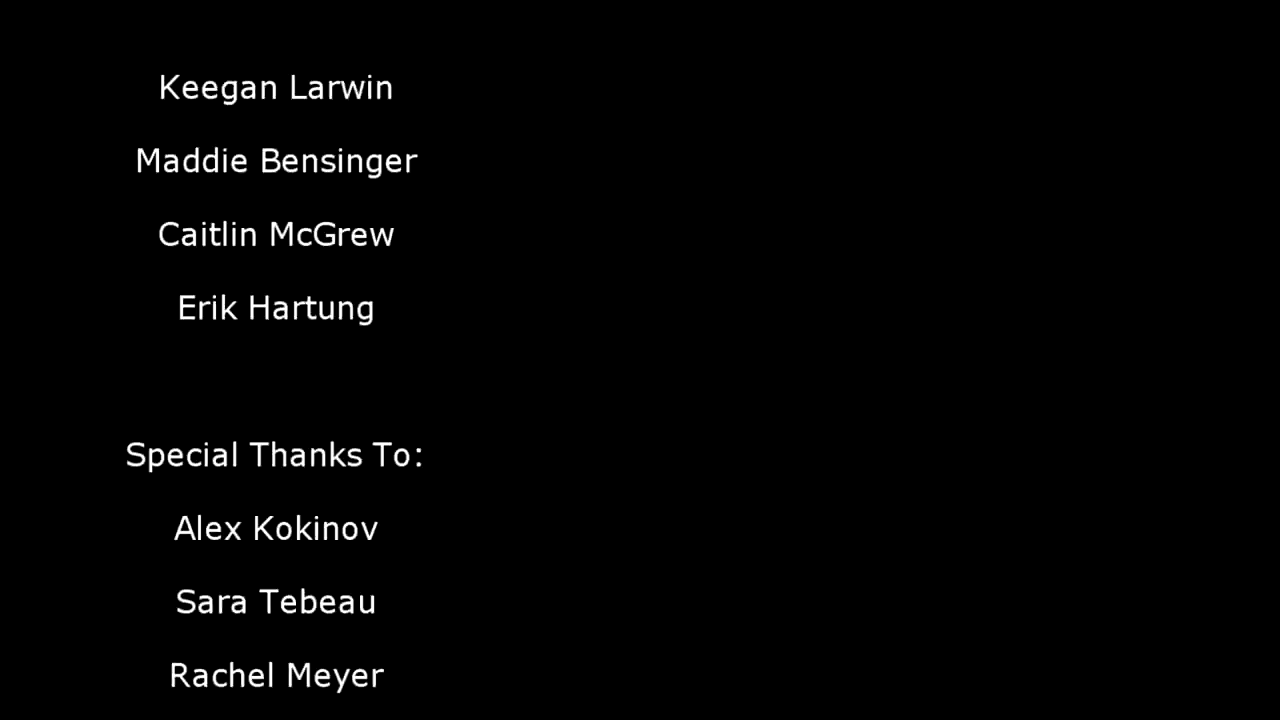 Keegan Larwin
Maddie Bensinger
Caitlin McGrew
Erik Hartung
Special Thanks To:
Alex Kokinov
Sara Tebeau
Rachel Meyer